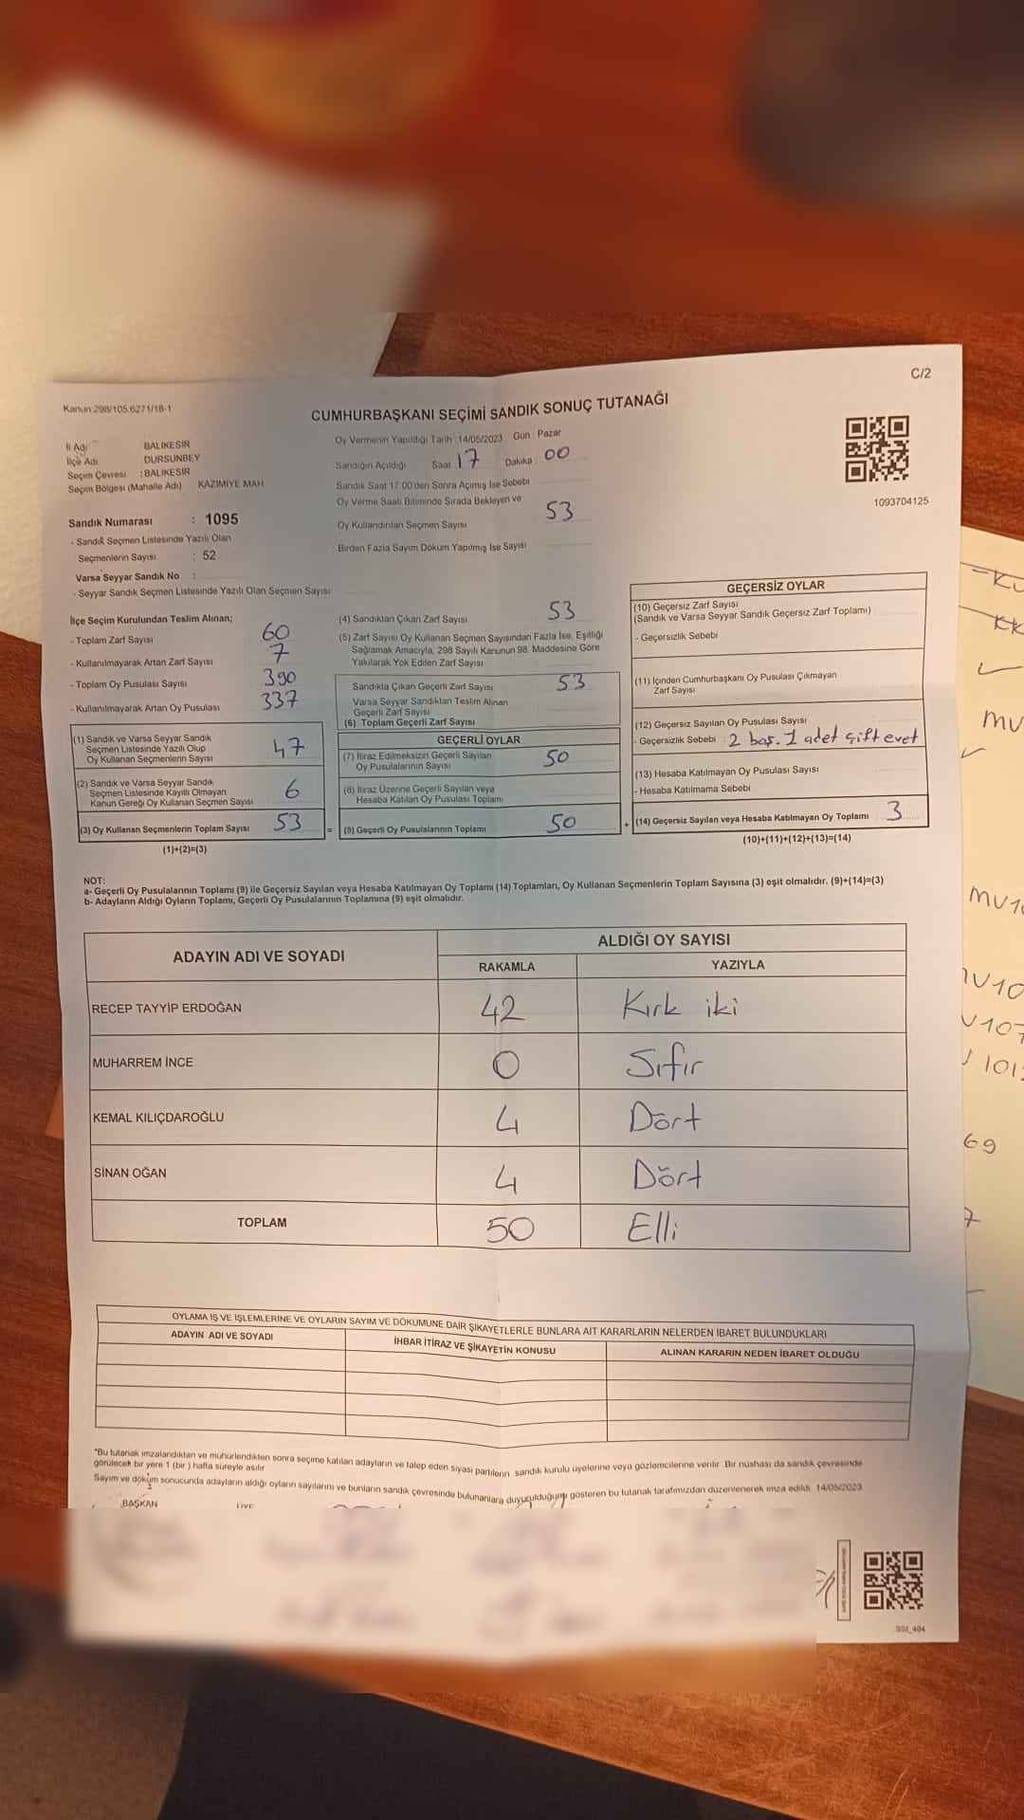 C/2
Kanun:298/105.6271/18-1
CUMHURBAŞKANI SEÇİMİ SANDIK SONUÇ TUTANAĞI
İl Adı BALIKESİR
İlçe Adı DURSUNBEY
Seçim Çevresi : BALIKESİR
Seçim Bölgesi (Mahalle Adı) KAZIMİYE MAH
Sandık Numarası : 1095
- Sandık Seçmen Listesinde Yazılı Olan
Seçmenlerin Sayısı : 52
Varsa Seyyar Sandık No :
- Seyyar Sandık Seçmen Listesinde Yazılı Olan Seçmen Sayısı
Oy Vermenin Yapıldığı Tarih :14/05/2023 Gün Pazar
Sandığın Açıldığı Saat 17 Dakika 00
Sandık Saat 17:00'den Sonra Açılmış İse Sebebi
Oy Verme Saati Bitiminde Sırada Bekleyen ve
Oy Kullandırılan Seçmen Sayısı 53
Birden Fazla Sayım Döküm Yapılmış İse Sayısı
1093704125
İlçe Seçim Kurulundan Teslim Alınan;
- Toplam Zarf Sayısı 60
- Kullanılmayarak Artan Zarf Sayısı 7
- Toplam Oy Pusulası Sayısı 390
- Kullanılmayarak Artan Oy Pusulası 337
(1) Sandık ve Varsa Seyyar Sandık
Seçmen Listesinde Yazılı Olup
Oy Kullanan Seçmenlerin Sayısı 47
(2) Sandık ve Varsa Seyyar Sandık
Seçmen Listesinde Kayıtlı Olmayan
Kanun Gereği Oy Kullanan Seçmen Sayısı 6
(3) Oy Kullanan Seçmenlerin Toplam Sayısı 53 =
(1)+(2)=(3)
(4) Sandıktan Çıkan Zarf Sayısı 53
(5) Zarf Sayısı Oy Kullanan Seçmen Sayısından Fazla İse, Eşitliği
Sağlamak Amacıyla, 298 Sayılı Kanunun 98. Maddesine Göre
Yakılarak Yok Edilen Zarf Sayısı
Sandıkta Çıkan Geçerli Zarf Sayısı 53
Varsa Seyyar Sandıktan Teslim Alınan
Geçerli Zarf Sayısı
(6) Toplam Geçerli Zarf Sayısı
GEÇERLİ OYLAR
(7) İtiraz Edilmeksizin Geçerli Sayılan
Oy Pusulalarının Sayısı 50
(8) İtiraz Üzerine Geçerli Sayılan veya
Hesaba Katılan Oy Pusulası Toplamı
(9) Geçerli Oy Pusulalarının Toplamı 50 +
GEÇERSİZ OYLAR
(10) Geçersiz Zarf Sayısı
(Sandık ve Varsa Seyyar Sandık Geçersiz Zarf Toplamı)
- Geçersizlik Sebebi
(11) İçinden Cumhurbaşkanı Oy Pusulası Çıkmayan
Zarf Sayısı
(12) Geçersiz Sayılan Oy Pusulası Sayısı
- Geçersizlik Sebebi 2 boş. 1 adet çift evet
(13) Hesaba Katılmayan Oy Pusulası Sayısı
- Hesaba Katılmama Sebebi
(14) Geçersiz Sayılan veya Hesaba Katılmayan Oy Toplamı 3
(10)+(11)+(12)+(13)=(14)
NOT:
a- Geçerli Oy Pusulalarının Toplamı (9) ile Geçersiz Sayılan veya Hesaba Katılmayan Oy Toplamı (14) Toplamları, Oy Kullanan Seçmenlerin Toplam Sayısına (3) eşit olmalıdır. (9)+(14)=(3)
b- Adayların Aldığı Oyların Toplamı, Geçerli Oy Pusulalarının Toplamına (9) eşit olmalıdır.
ADAYIN ADI VE SOYADI ALDIĞI OY SAYISI
RAKAMLA YAZIYLA
RECEP TAYYİP ERDOĞAN 42 Kırk iki
MUHARREM İNCE 0 Sıfır
KEMAL KILIÇDAROĞLU 4 Dört
SİNAN OĞAN 4 Dört
TOPLAM 50 Elli
OYLAMA İŞ VE İŞLEMLERİNE VE OYLARIN SAYIM VE DÖKÜMÜNE DAİR ŞİKAYETLERLE BUNLARA AİT KARARLARIN NELERDEN İBARET BULUNDUKLARI
ADAYIN ADI VE SOYADI İHBAR İTİRAZ VE ŞİKAYETİN KONUSU ALINAN KARARIN NEDEN İBARET OLDUĞU
"Bu tutanak imzalandıktan ve mühürlendikten sonra seçime katılan adayların ve talep eden siyasi partilerin sandık kurulu üyelerine veya gözlemcilerine verilir. Bir nüshası da sandık çevresinde
görülecek bir yere 1 (bir) hafta süreyle asılır
Sayım ve döküm sonucunda adayların aldığı oyların sayılarını ve bunların sandık çevresinde bulunanlara duyurulduğunu gösteren bu tutanak tarafımızdan düzenlenerek imza edildi. 14/05/2023
BAŞKAN
KK
MU
69
7